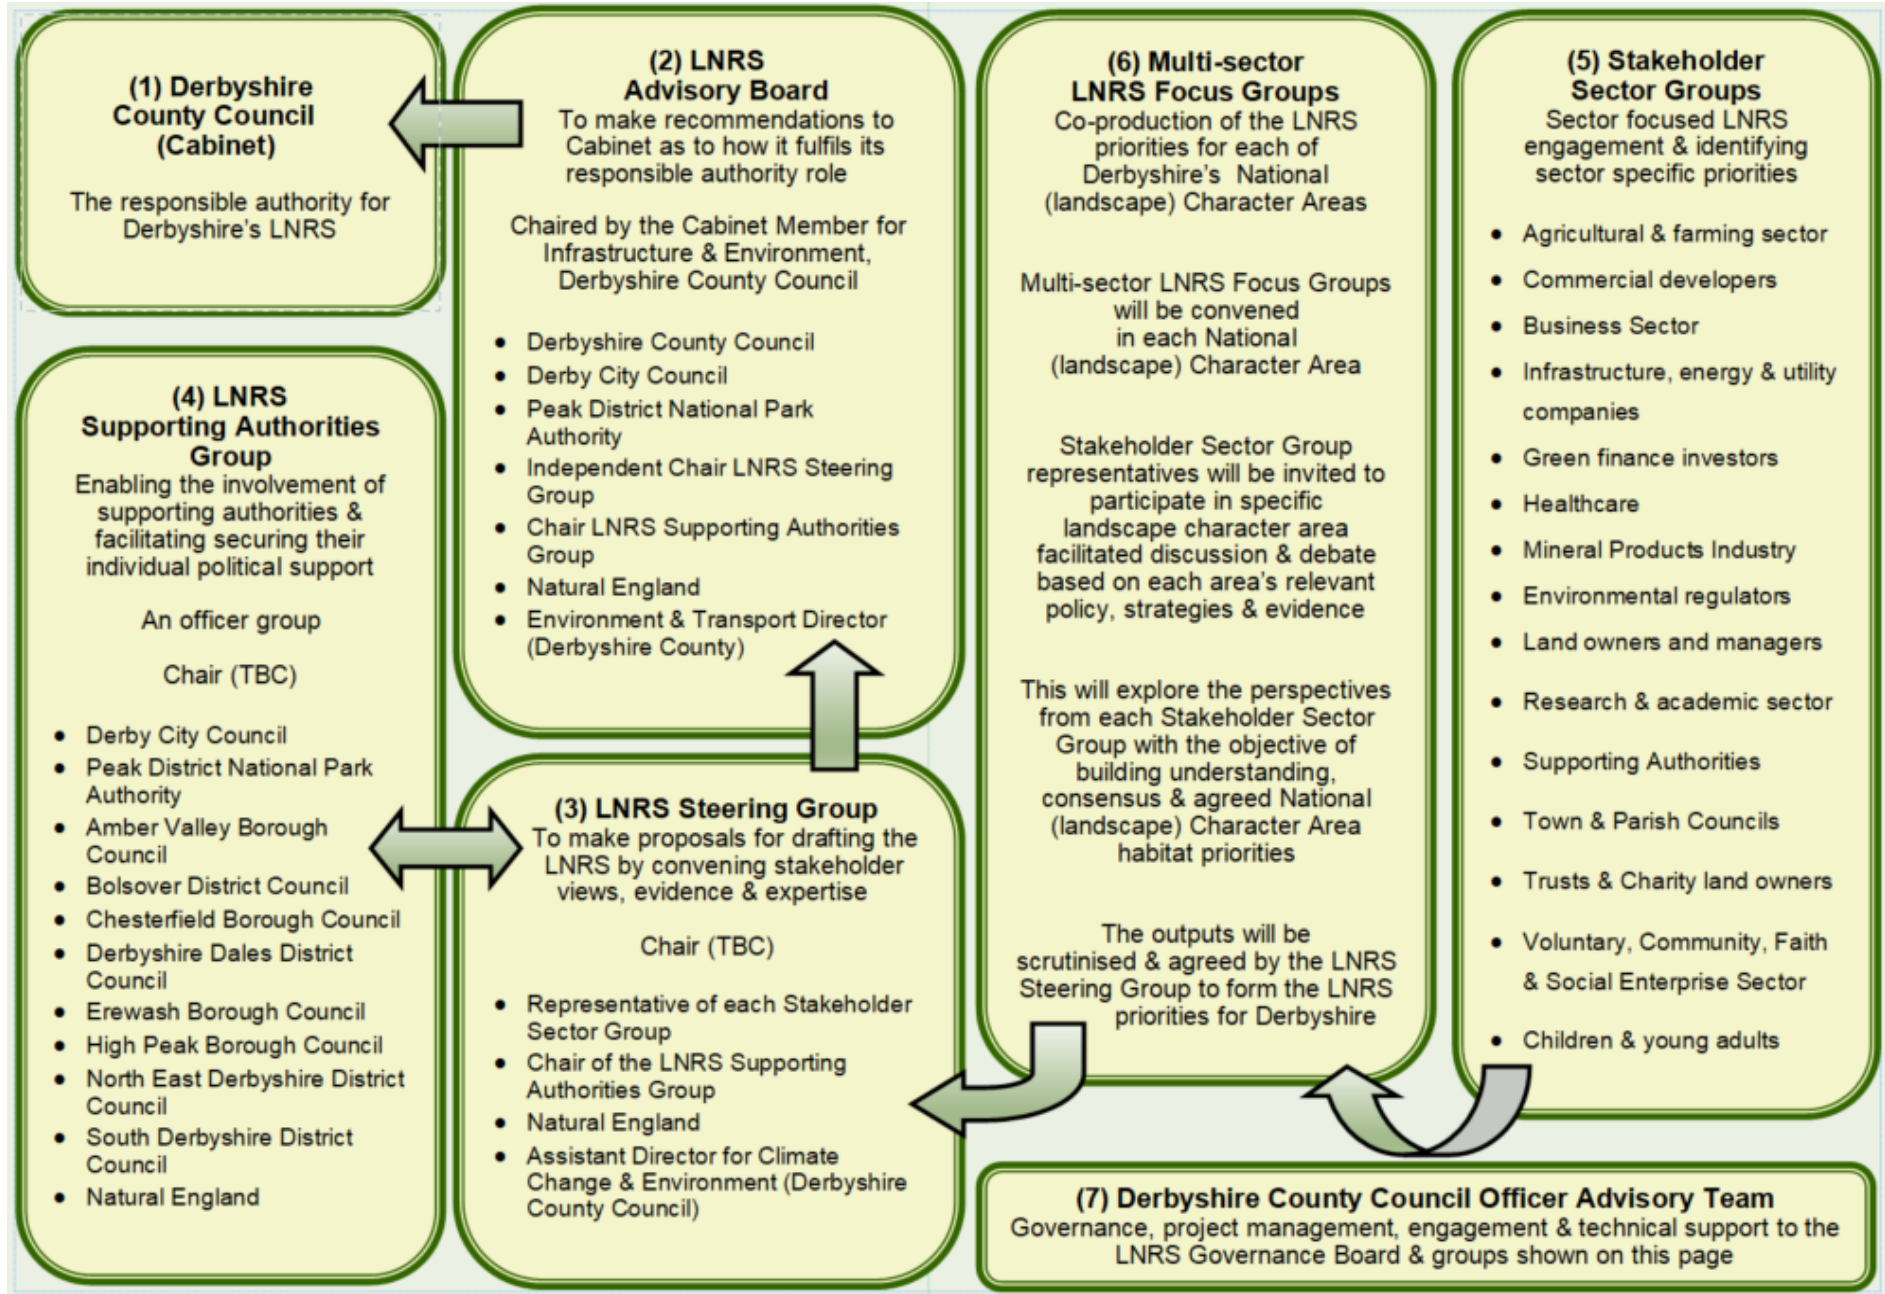 (1) Derbyshire
County Council
(Cabinet)
The responsible authority for
Derbyshire's LNRS
(2) LNRS
Advisory Board
To make recommendations to
Cabinet as to how it fulfils its
responsible authority role
Chaired by the Cabinet Member for
Infrastructure & Environment,
Derbyshire County Council
• Derbyshire County Council
• Derby City Council
• Peak District National Park
Authority
• Independent Chair LNRS Steering
Group
• Chair LNRS Supporting Authorities
Group
• Natural England
• Environment & Transport Director
(Derbyshire County)
(3) LNRS Steering Group
To make proposals for drafting the
LNRS by convening stakeholder
views, evidence & expertise
Chair (TBC)
• Representative of each Stakeholder
Sector Group
• Chair of the LNRS Supporting
Authorities Group
• Natural England
• Assistant Director for Climate
Change & Environment (Derbyshire
County Council)
(4) LNRS
Supporting Authorities
Group
Enabling the involvement of
supporting authorities &
facilitating securing their
individual political support
An officer group
Chair (TBC)
• Derby City Council
• Peak District National Park
Authority
• Amber Valley Borough
Council
• Bolsover District Council
• Chesterfield Borough Council
• Derbyshire Dales District
Council
• Erewash Borough Council
• High Peak Borough Council
• North East Derbyshire District
Council
• South Derbyshire District
Council
• Natural England
(6) Multi-sector
LNRS Focus Groups
Co-production of the LNRS
priorities for each of
Derbyshire's National
(landscape) Character Areas
Multi-sector LNRS Focus Groups
will be convened
in each National
(landscape) Character Area
Stakeholder Sector Group
representatives will be invited to
participate in specific
landscape character area
facilitated discussion & debate
based on each area's relevant
policy, strategies & evidence
This will explore the perspectives
from each Stakeholder Sector
Group with the objective of
building understanding,
consensus & agreed National
(landscape) Character Area
habitat priorities
The outputs will be
scrutinised & agreed by the LNRS
Steering Group to form the LNRS
priorities for Derbyshire
(5) Stakeholder
Sector Groups
Sector focused LNRS
engagement & identifying
sector specific priorities
• Agricultural & farming sector
• Commercial developers
• Business Sector
• Infrastructure, energy & utility
companies
• Green finance investors
• Healthcare
• Mineral Products Industry
• Environmental regulators
• Land owners and managers
• Research & academic sector
• Supporting Authorities
• Town & Parish Councils
• Trusts & Charity land owners
• Voluntary, Community, Faith
& Social Enterprise Sector
• Children & young adults
(7) Derbyshire County Council Officer Advisory Team
Governance, project management, engagement & technical support to the
LNRS Governance Board & groups shown on this page